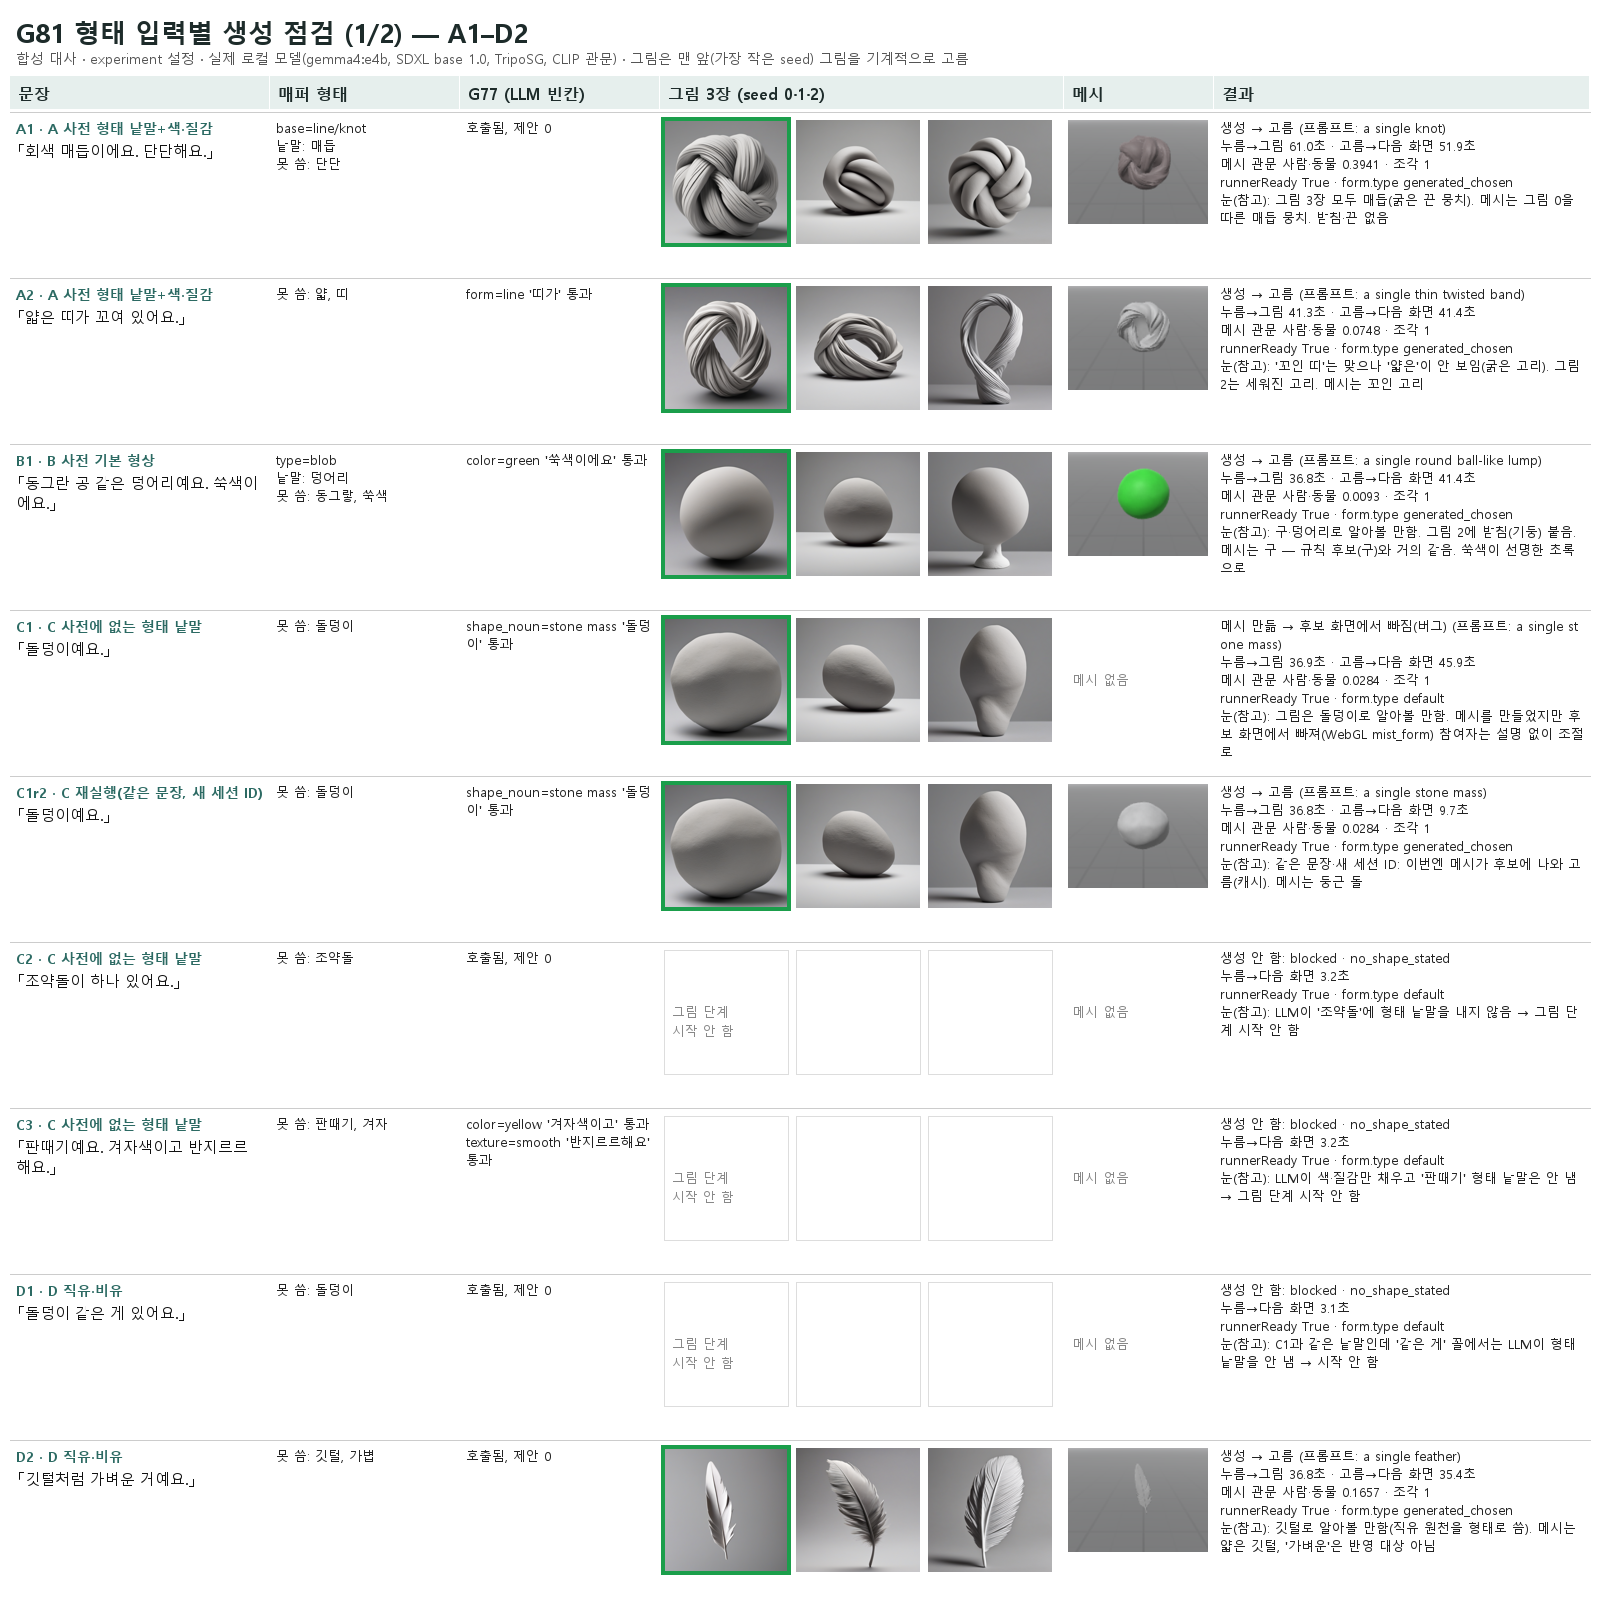 G81 형태 입력별 생성 점검 (1/2) — A1–D2
합성 대사 · experiment 설정 · 실제 로컬 모델(gemma4:e4b, SDXL base 1.0, TripoSG, CLIP 관문) · 그림은 맨 앞(가장 작은 seed) 그림을 기계적으로 고름
문장
매퍼 형태
G77 (LLM 빈칸)
그림 3장 (seed 0·1·2)
메시
결과
A1 · A 사전 형태 낱말+색·질감
「회색 매듭이에요. 단단해요.」
base=line/knot
낱말: 매듭
못 씀: 단단
호출됨, 제안 0
생성 → 고름 (프롬프트: a single knot)
누름→그림 61.0초 · 고름→다음 화면 51.9초
메시 관문 사람·동물 0.3941 · 조각 1
runnerReady True · form.type generated_chosen
눈(참고): 그림 3장 모두 매듭(굵은 끈 뭉치). 메시는 그림 0을
따른 매듭 뭉치. 받침·끈 없음
A2 · A 사전 형태 낱말+색·질감
「얇은 띠가 꼬여 있어요.」
못 씀: 얇, 띠
form=line '띠가' 통과
생성 → 고름 (프롬프트: a single thin twisted band)
누름→그림 41.3초 · 고름→다음 화면 41.4초
메시 관문 사람·동물 0.0748 · 조각 1
runnerReady True · form.type generated_chosen
눈(참고): '꼬인 띠'는 맞으나 '얇은'이 안 보임(굵은 고리). 그림
2는 세워진 고리. 메시는 꼬인 고리
B1 · B 사전 기본 형상
「동그란 공 같은 덩어리예요. 쑥색이
에요.」
type=blob
낱말: 덩어리
못 씀: 동그랗, 쑥색
color=green '쑥색이에요' 통과
생성 → 고름 (프롬프트: a single round ball-like lump)
누름→그림 36.8초 · 고름→다음 화면 41.4초
메시 관문 사람·동물 0.0093 · 조각 1
runnerReady True · form.type generated_chosen
눈(참고): 구·덩어리로 알아볼 만함. 그림 2에 받침(기둥) 붙음.
메시는 구 — 규칙 후보(구)와 거의 같음. 쑥색이 선명한 초록
으로
C1 · C 사전에 없는 형태 낱말
「돌덩이예요.」
못 씀: 돌덩이
shape_noun=stone mass '돌덩
이' 통과
메시 없음
메시 만듦 → 후보 화면에서 빠짐(버그) (프롬프트: a single st
one mass)
누름→그림 36.9초 · 고름→다음 화면 45.9초
메시 관문 사람·동물 0.0284 · 조각 1
runnerReady True · form.type default
눈(참고): 그림은 돌덩이로 알아볼 만함. 메시를 만들었지만 후
보 화면에서 빠져(WebGL mist_form) 참여자는 설명 없이 조절
로
C1r2 · C 재실행(같은 문장, 새 세션 ID)
「돌덩이예요.」
못 씀: 돌덩이
shape_noun=stone mass '돌덩
이' 통과
생성 → 고름 (프롬프트: a single stone mass)
누름→그림 36.8초 · 고름→다음 화면 9.7초
메시 관문 사람·동물 0.0284 · 조각 1
runnerReady True · form.type generated_chosen
눈(참고): 같은 문장·새 세션 ID: 이번엔 메시가 후보에 나와 고
름(캐시). 메시는 둥근 돌
C2 · C 사전에 없는 형태 낱말
「조약돌이 하나 있어요.」
못 씀: 조약돌
호출됨, 제안 0
그림 단계
시작 안 함
메시 없음
생성 안 함: blocked · no_shape_stated
누름→다음 화면 3.2초
runnerReady True · form.type default
눈(참고): LLM이 '조약돌'에 형태 낱말을 내지 않음 → 그림 단
계 시작 안 함
C3 · C 사전에 없는 형태 낱말
「판때기예요. 겨자색이고 반지르르
해요.」
못 씀: 판때기, 겨자
color=yellow '겨자색이고' 통과
texture=smooth '반지르르해요'
통과
그림 단계
시작 안 함
메시 없음
생성 안 함: blocked · no_shape_stated
누름→다음 화면 3.2초
runnerReady True · form.type default
눈(참고): LLM이 색·질감만 채우고 '판때기' 형태 낱말은 안 냄
→ 그림 단계 시작 안 함
D1 · D 직유·비유
「돌덩이 같은 게 있어요.」
못 씀: 돌덩이
호출됨, 제안 0
그림 단계
시작 안 함
메시 없음
생성 안 함: blocked · no_shape_stated
누름→다음 화면 3.1초
runnerReady True · form.type default
눈(참고): C1과 같은 낱말인데 '같은 게' 꼴에서는 LLM이 형태
낱말을 안 냄 → 시작 안 함
D2 · D 직유·비유
「깃털처럼 가벼운 거예요.」
못 씀: 깃털, 가볍
호출됨, 제안 0
생성 → 고름 (프롬프트: a single feather)
누름→그림 36.8초 · 고름→다음 화면 35.4초
메시 관문 사람·동물 0.1657 · 조각 1
runnerReady True · form.type generated_chosen
눈(참고): 깃털로 알아볼 만함(직유 원천을 형태로 씀). 메시는
얇은 깃털, '가벼운'은 반영 대상 아님